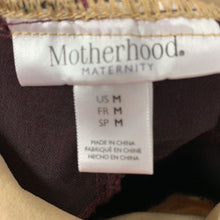 Motherhood.
MATERNITY
US M
FR M
SP M
MADE IN CHINA
FABRIQUÉ EN CHINE
HECHO EN CHINA